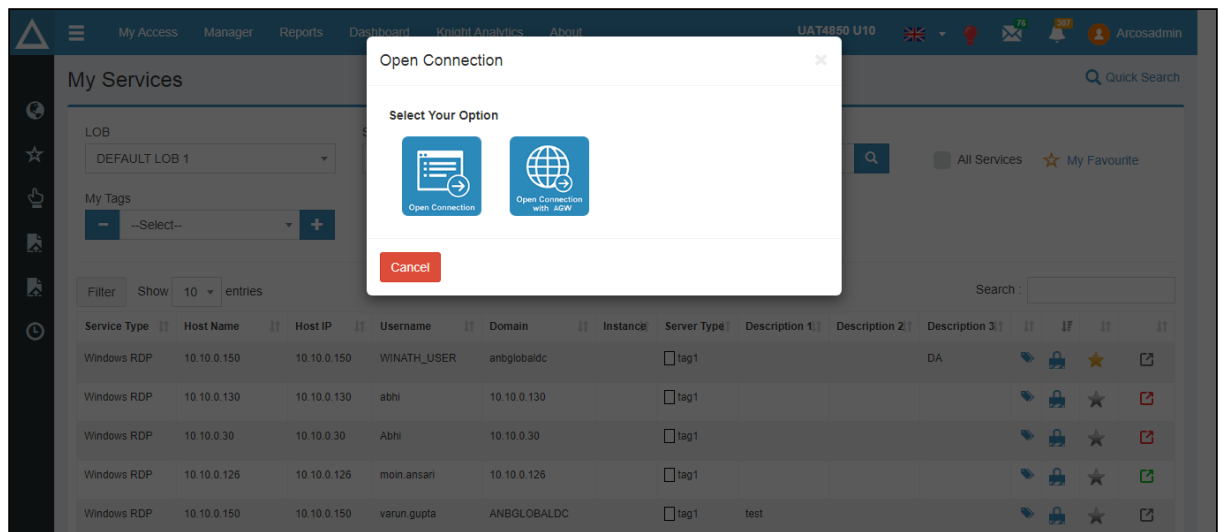 My Access Manager Reports Dashboard Knight Analytics About UAT4850 U10 76 387 Arcosadmin
Open Connection ×
My Services Quick Search
Select Your Option
LOB
DEFAULT LOB 1 All Services My Favourite
Open Connection Open Connection with AGW
My Tags
--Select--
Cancel
Filter Show 10 entries Search :
Service Type Host Name Host IP Username Domain Instance Server Type Description 1 Description 2 Description 3
Windows RDP 10.10.0.150 10.10.0.150 WINATH_USER anbglobaldc tag1 DA
Windows RDP 10.10.0.130 10.10.0.130 abhi 10.10.0.130 tag1
Windows RDP 10.10.0.30 10.10.0.30 Abhi 10.10.0.30 tag1
Windows RDP 10.10.0.126 10.10.0.126 moin.ansari 10.10.0.126 tag1
Windows RDP 10.10.0.150 10.10.0.150 varun.gupta ANBGLOBALDC tag1 test